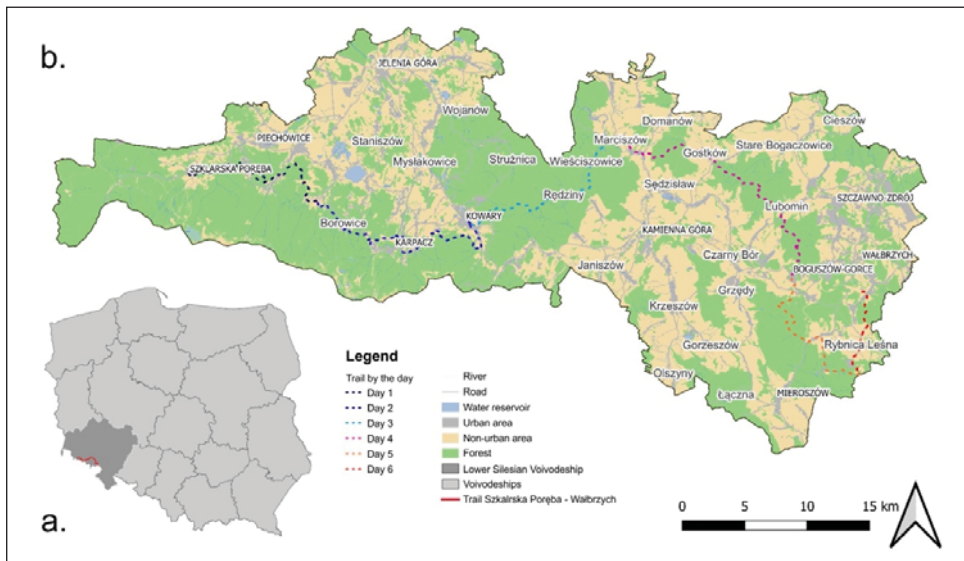 b.
JELENIA GÓRA
Wojanów
Cieszów
Domanów
PIECHOWICE
Staniszów
Marciszów
Gostków
Stare Bogaczowice
Mysłakowice
Strużnica
Wieściszowice
SZKLARSKA PORĘBA
Rędziny
Sędzisław
Lubomin
SZCZAWNO-ZDRÓJ
Borowice
KOWARY
KAMIENNA GÓRA
KARPACZ
Czarny Bór
WAŁBRZYCH
Janiszów
BOGUSZÓW-GORCE
Grzędy
Krzeszów
Gorzeszów
Rybnica Leśna
Olszyny
Łączna
MIEROSZÓW
Legend
Trail by the day
Day 1
Day 2
Day 3
Day 4
Day 5
Day 6
River
Road
Water reservoir
Urban area
Non-urban area
Forest
Lower Silesian Voivodeship
Voivodeships
Trail Szkalrska Poręba - Wałbrzych
a.
0 5 10 15 km